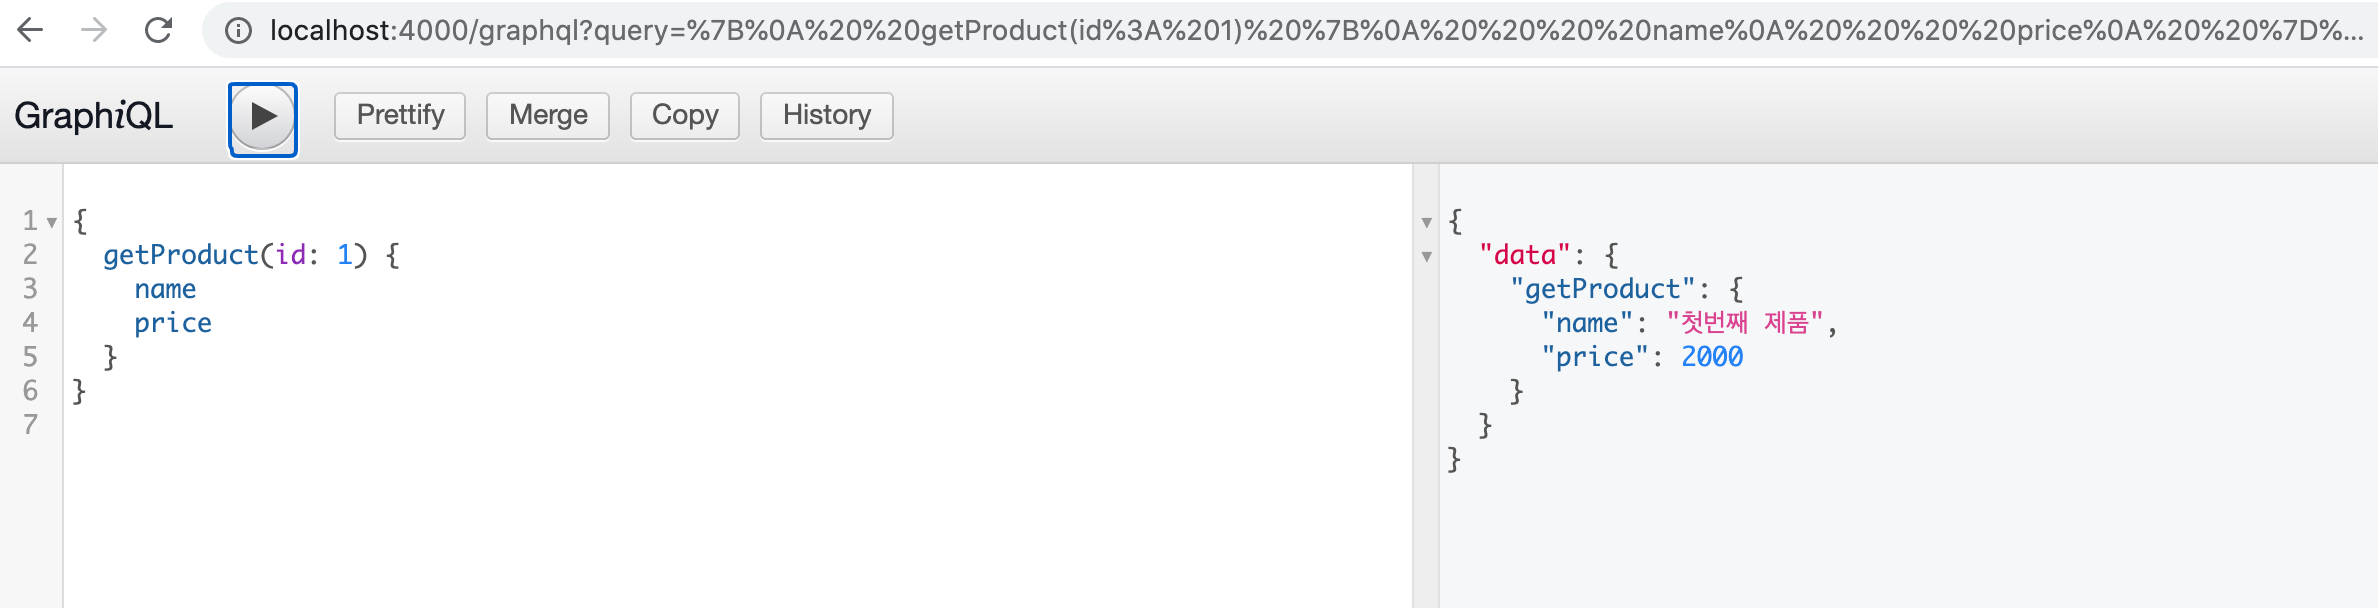 localhost:4000/graphql?query=%7B%0A%20%20getProduct(id%3A%201)%20%7B%0A%20%20%20%20name%0A%20%20%20%20price%0A%20%20%7D%...
GraphiQL Prettify Merge Copy History
1 {
2 getProduct(id: 1) {
3 name
4 price
5 }
6 }
7
{
"data": {
"getProduct": {
"name": "첫번째 제품",
"price": 2000
}
}
}